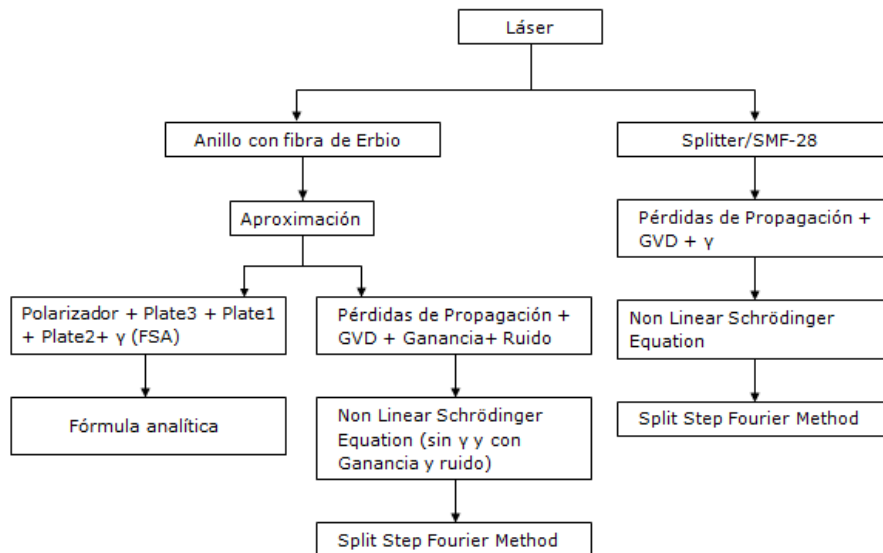 Láser
Anillo con fibra de Erbio
Splitter/SMF-28
Aproximación
Pérdidas de Propagación +
GVD + γ
Polarizador + Plate3 + Plate1
+ Plate2+ γ (FSA)
Pérdidas de Propagación +
GVD + Ganancia+ Ruido
Non Linear Schrödinger
Equation
Fórmula analítica
Non Linear Schrödinger
Equation (sin γ y con
Ganancia y ruido)
Split Step Fourier Method
Split Step Fourier Method